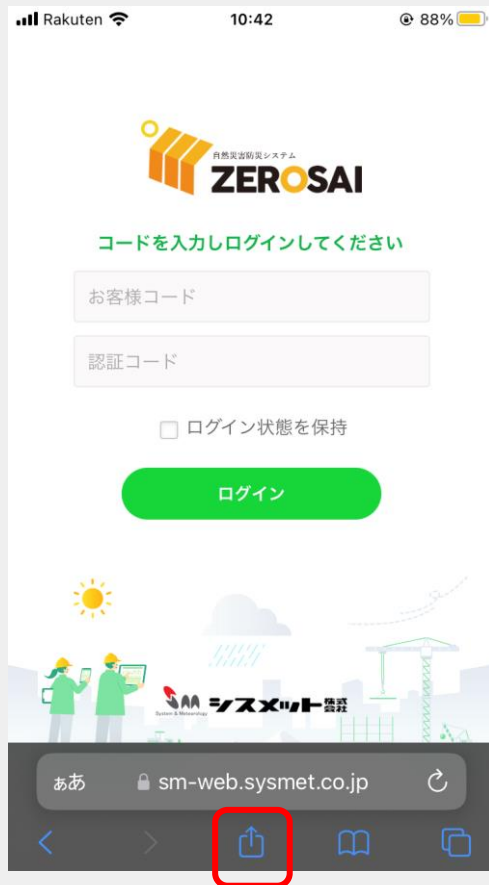 Rakuten 10:42 88%
自然災害防災システム
ZEROSAI
コードを入力しログインしてください
お客様コード
認証コード
ログイン状態を保持
ログイン
SM シスメット株式会社
System & Meteorology
ぁあ sm-web.sysmet.co.jp